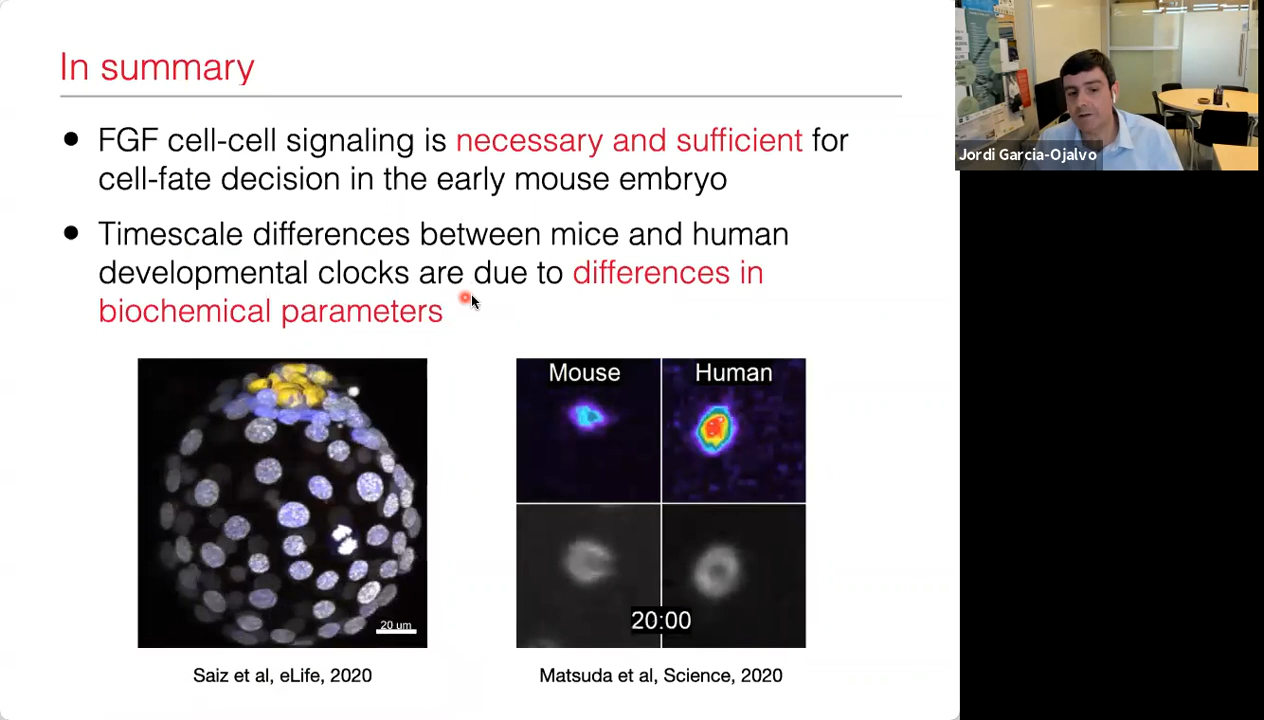 In summary
Jordi Garcia-Ojalvo
● FGF cell-cell signaling is necessary and sufficient for
cell-fate decision in the early mouse embryo
● Timescale differences between mice and human
developmental clocks are due to differences in
biochemical parameters
Mouse
Human
20:00
20 um
Saiz et al, eLife, 2020
Matsuda et al, Science, 2020